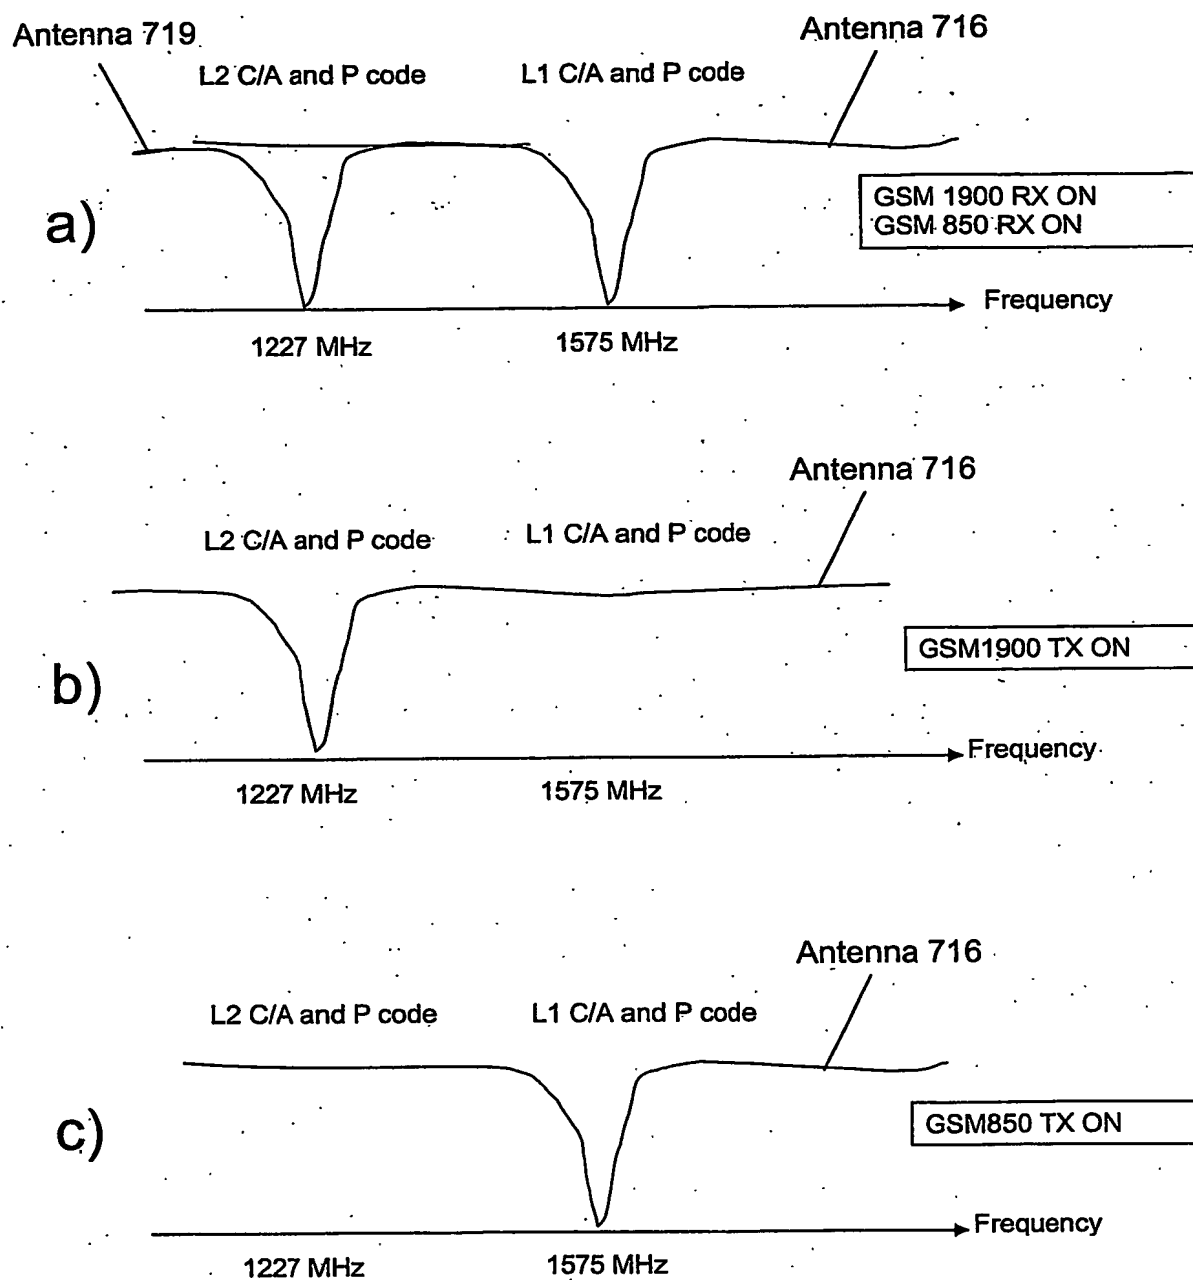 Antenna 719
Antenna 716
L2 C/A and P code
L1 C/A and P code
a)
GSM 1900 RX ON
GSM 850 RX ON
Frequency
1227 MHz
1575 MHz
Antenna 716
L2 C/A and P code
L1 C/A and P code
b)
GSM1900 TX ON
Frequency
1227 MHz
1575 MHz
Antenna 716
L2 C/A and P code
L1 C/A and P code
c)
GSM850 TX ON
Frequency
1227 MHz
1575 MHz